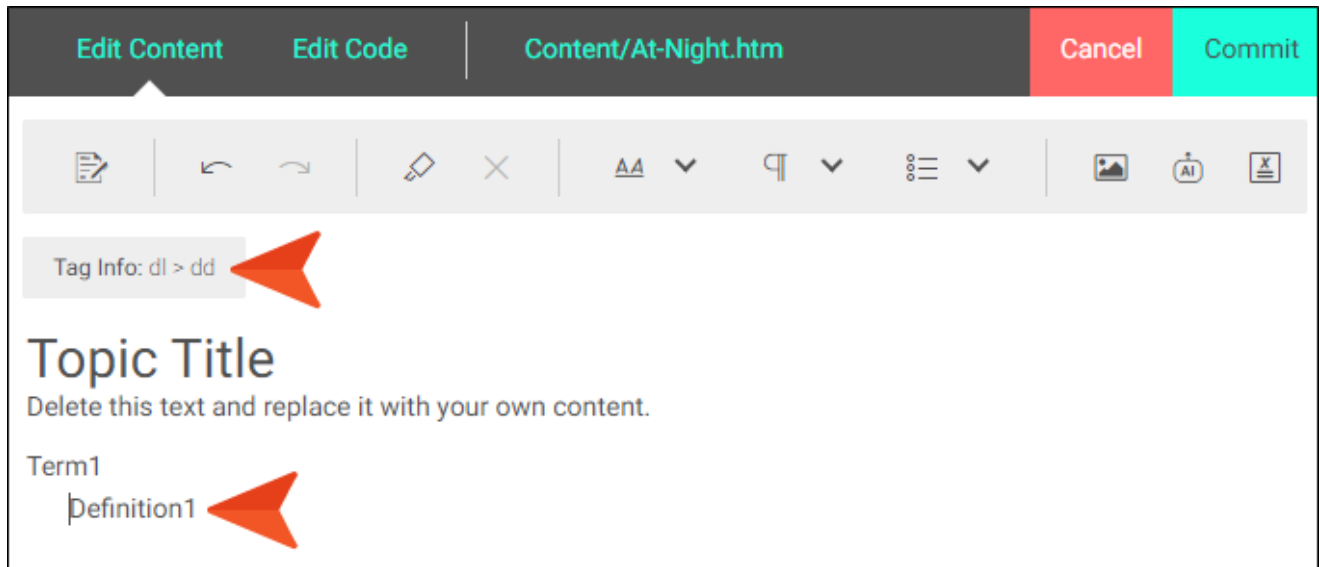 Edit Content Edit Code Content/At-Night.htm Cancel Commit
AA AI X
Tag Info: dl > dd
Topic Title
Delete this text and replace it with your own content.
Term1
Definition1